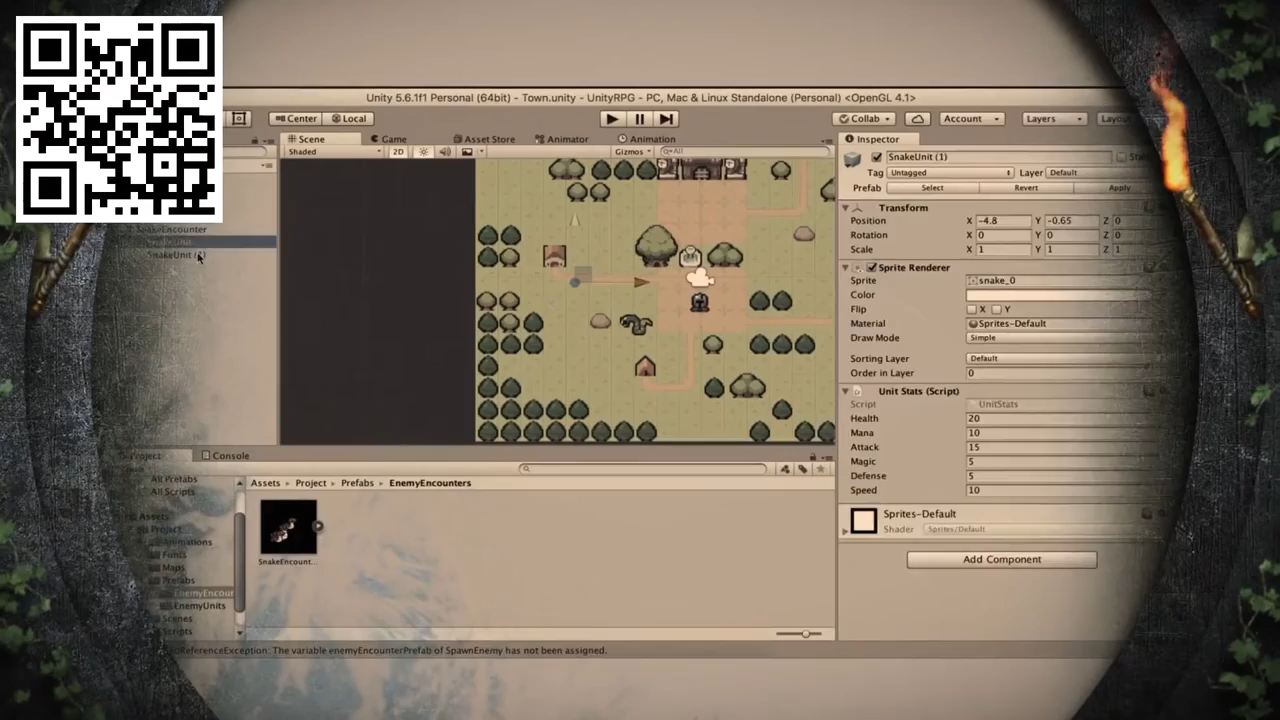 Unity 5.6.1f1 Personal (64bit) - Town.unity - UnityRPG - PC, Mac & Linux Standalone (Personal) <OpenGL 4.1>
Center Local Collab Account Layers
Scene Game Asset Store Animator Animation Inspector
Shaded 2D Gizmos All
SnakeUnit (1)
Tag Untagged Layer Default
Prefab Select Revert Apply
Transform
Position X -4.8 Y -0.65 Z 0
Rotation X 0 Y 0 Z 0
Scale X 1 Y 1 Z 1
SnakeEncounter
SnakeUnit
SnakeUnit
Sprite Renderer
Sprite snake_0
Color
Flip X Y
Material Sprites-Default
Draw Mode Simple
Sorting Layer Default
Order in Layer 0
Unit Stats (Script)
Script UnitStats
Health 20
Mana 10
Attack 15
Magic 5
Defense 5
Speed 10
Sprites-Default
Shader Sprites/Default
Add Component
Project Console
All Prefabs
All Scripts
Assets
Project
Animations
Fonts
Maps
Prefabs
EnemyEncour
EnemyUnits
Scenes
Scripts
Assets Project Prefabs EnemyEncounters
SnakeEncount...
ReferenceException: The variable enemyEncounterPrefab of SpawnEnemy has not been assigned.